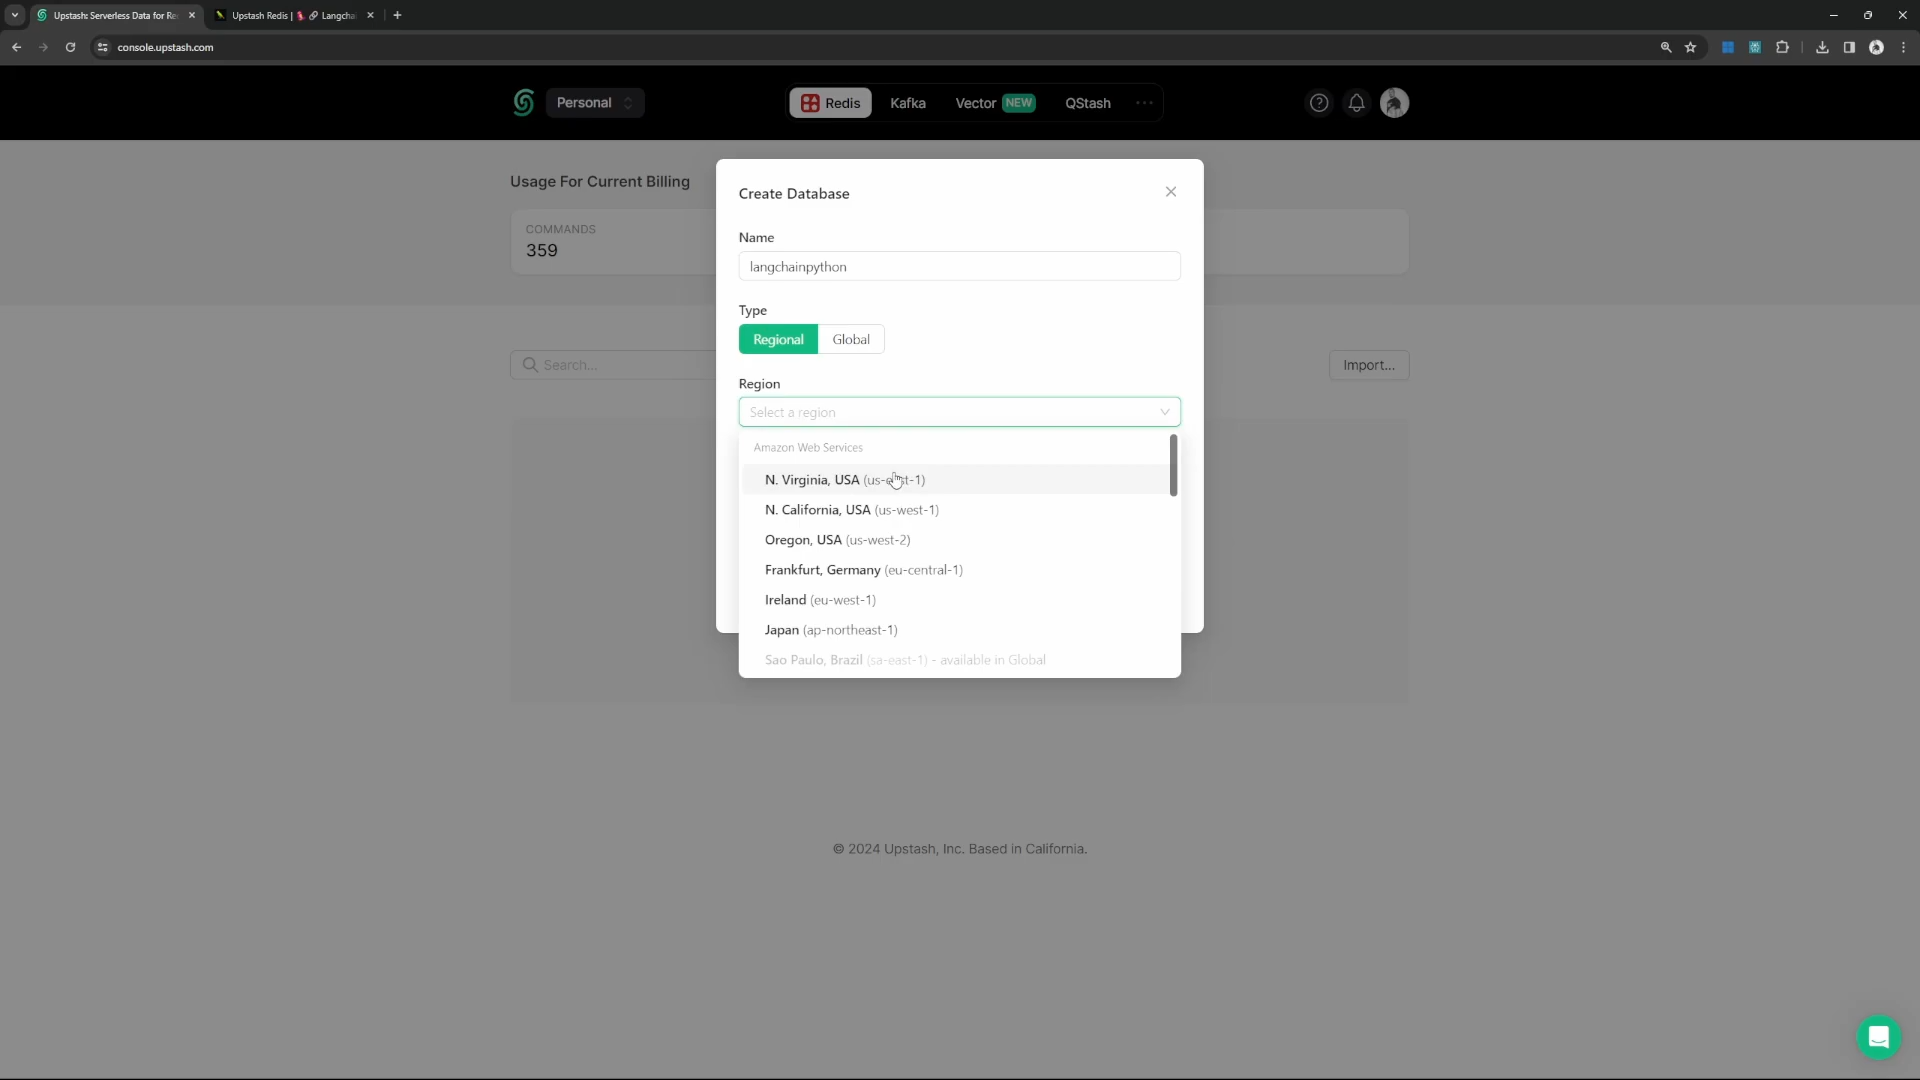 Upstash: Serverless Data for Re
Upstash Redis | Langcha
console.upstash.com
Personal
Redis
Kafka
Vector NEW
QStash
Usage For Current Billing
COMMANDS
359
Search...
Import...
Create Database
Name
langchainpython
Type
Regional
Global
Region
Select a region
Amazon Web Services
N. Virginia, USA (us-east-1)
N. California, USA (us-west-1)
Oregon, USA (us-west-2)
Frankfurt, Germany (eu-central-1)
Ireland (eu-west-1)
Japan (ap-northeast-1)
Sao Paulo, Brazil (sa-east-1) - available in Global
© 2024 Upstash, Inc. Based in California.